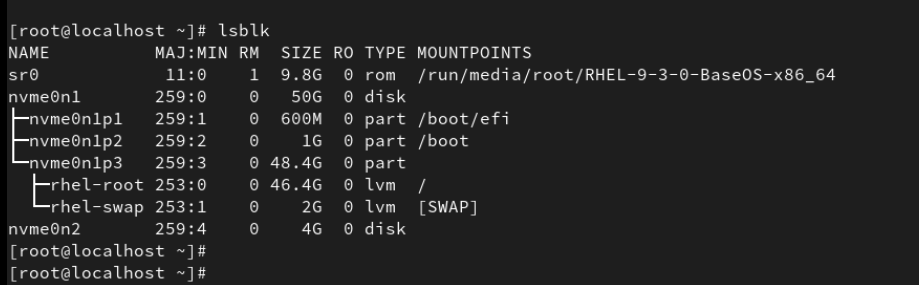 [root@localhost ~]# lsblk
NAME          MAJ:MIN RM  SIZE RO TYPE MOUNTPOINTS
sr0            11:0    1  9.8G  0 rom  /run/media/root/RHEL-9-3-0-BaseOS-x86_64
nvme0n1       259:0    0   50G  0 disk
├─nvme0n1p1   259:1    0  600M  0 part /boot/efi
├─nvme0n1p2   259:2    0    1G  0 part /boot
└─nvme0n1p3   259:3    0 48.4G  0 part
  ├─rhel-root 253:0    0 46.4G  0 lvm  /
  └─rhel-swap 253:1    0    2G  0 lvm  [SWAP]
nvme0n2       259:4    0    4G  0 disk
[root@localhost ~]#
[root@localhost ~]#